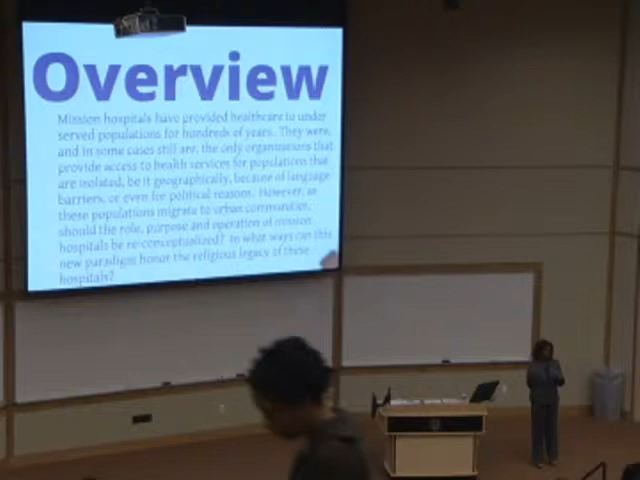 Overview
Mission hospitals have provided healthcare to under
served populations for hundreds of years. They were,
and in some cases still are, the only organizations that
provide access to health services for populations that
are isolated, be it geographically, because of language
barriers, or even for political reasons. However, as
these populations migrate to urban communities,
should the role, purpose and operation of mission
hospitals be re-conceptualized? In what ways can this
new paradigm honor the religious legacy of these
hospitals?